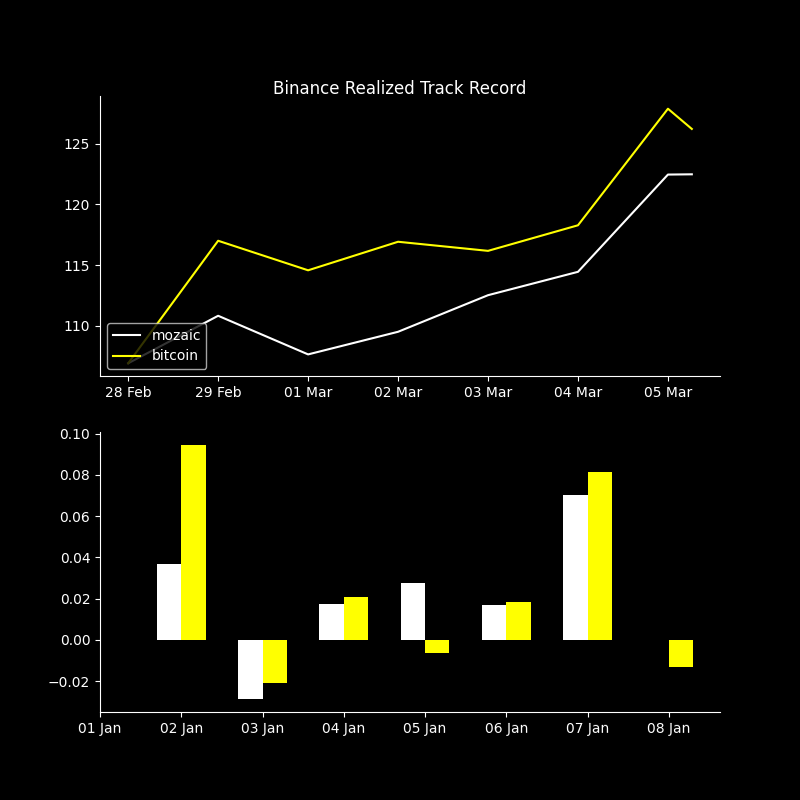 Binance Realized Track Record
125
120
115
110
mozaic
bitcoin
28 Feb 29 Feb 01 Mar 02 Mar 03 Mar 04 Mar 05 Mar
0.10
0.08
0.06
0.04
0.02
0.00
−0.02
01 Jan 02 Jan 03 Jan 04 Jan 05 Jan 06 Jan 07 Jan 08 Jan